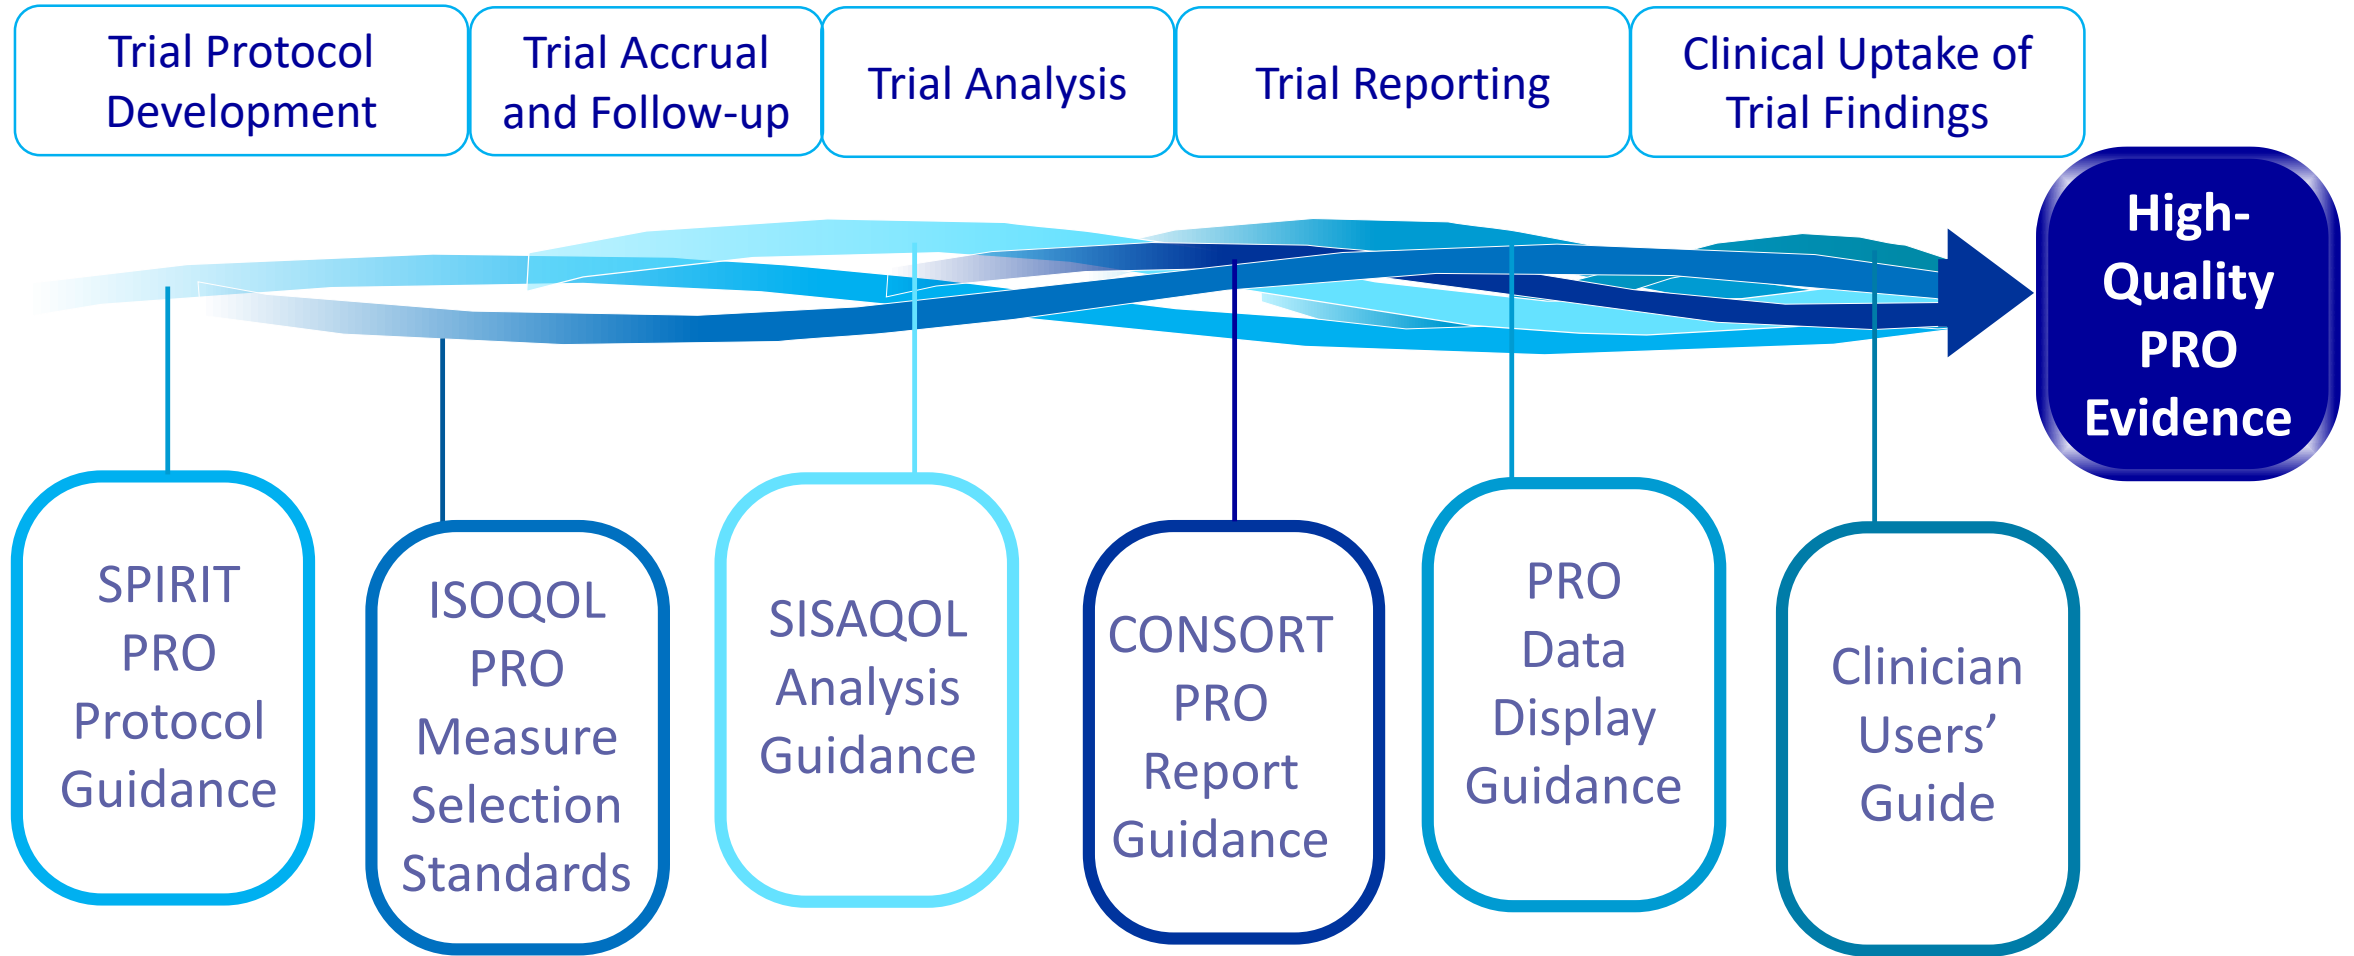 Trial Protocol
Development
Trial Accrual
and Follow-up
Trial Analysis
Trial Reporting
Clinical Uptake of
Trial Findings
High-
Quality
PRO
Evidence
SPIRIT
PRO
Protocol
Guidance
ISOQOL
PRO
Measure
Selection
Standards
SISAQOL
Analysis
Guidance
CONSORT
PRO
Report
Guidance
PRO
Data
Display
Guidance
Clinician
Users’
Guide